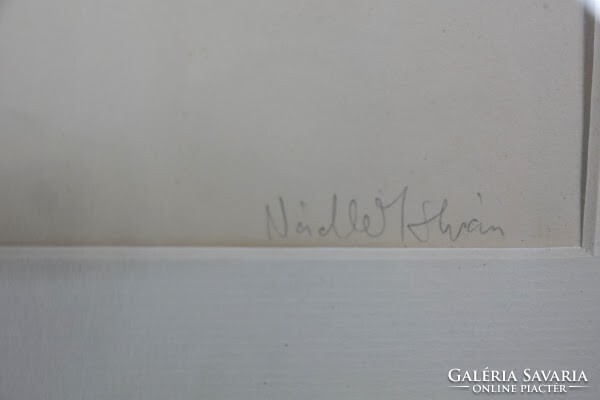 Nádler István
GALÉRIA SAVARIA
ONLINE PIACTÉR